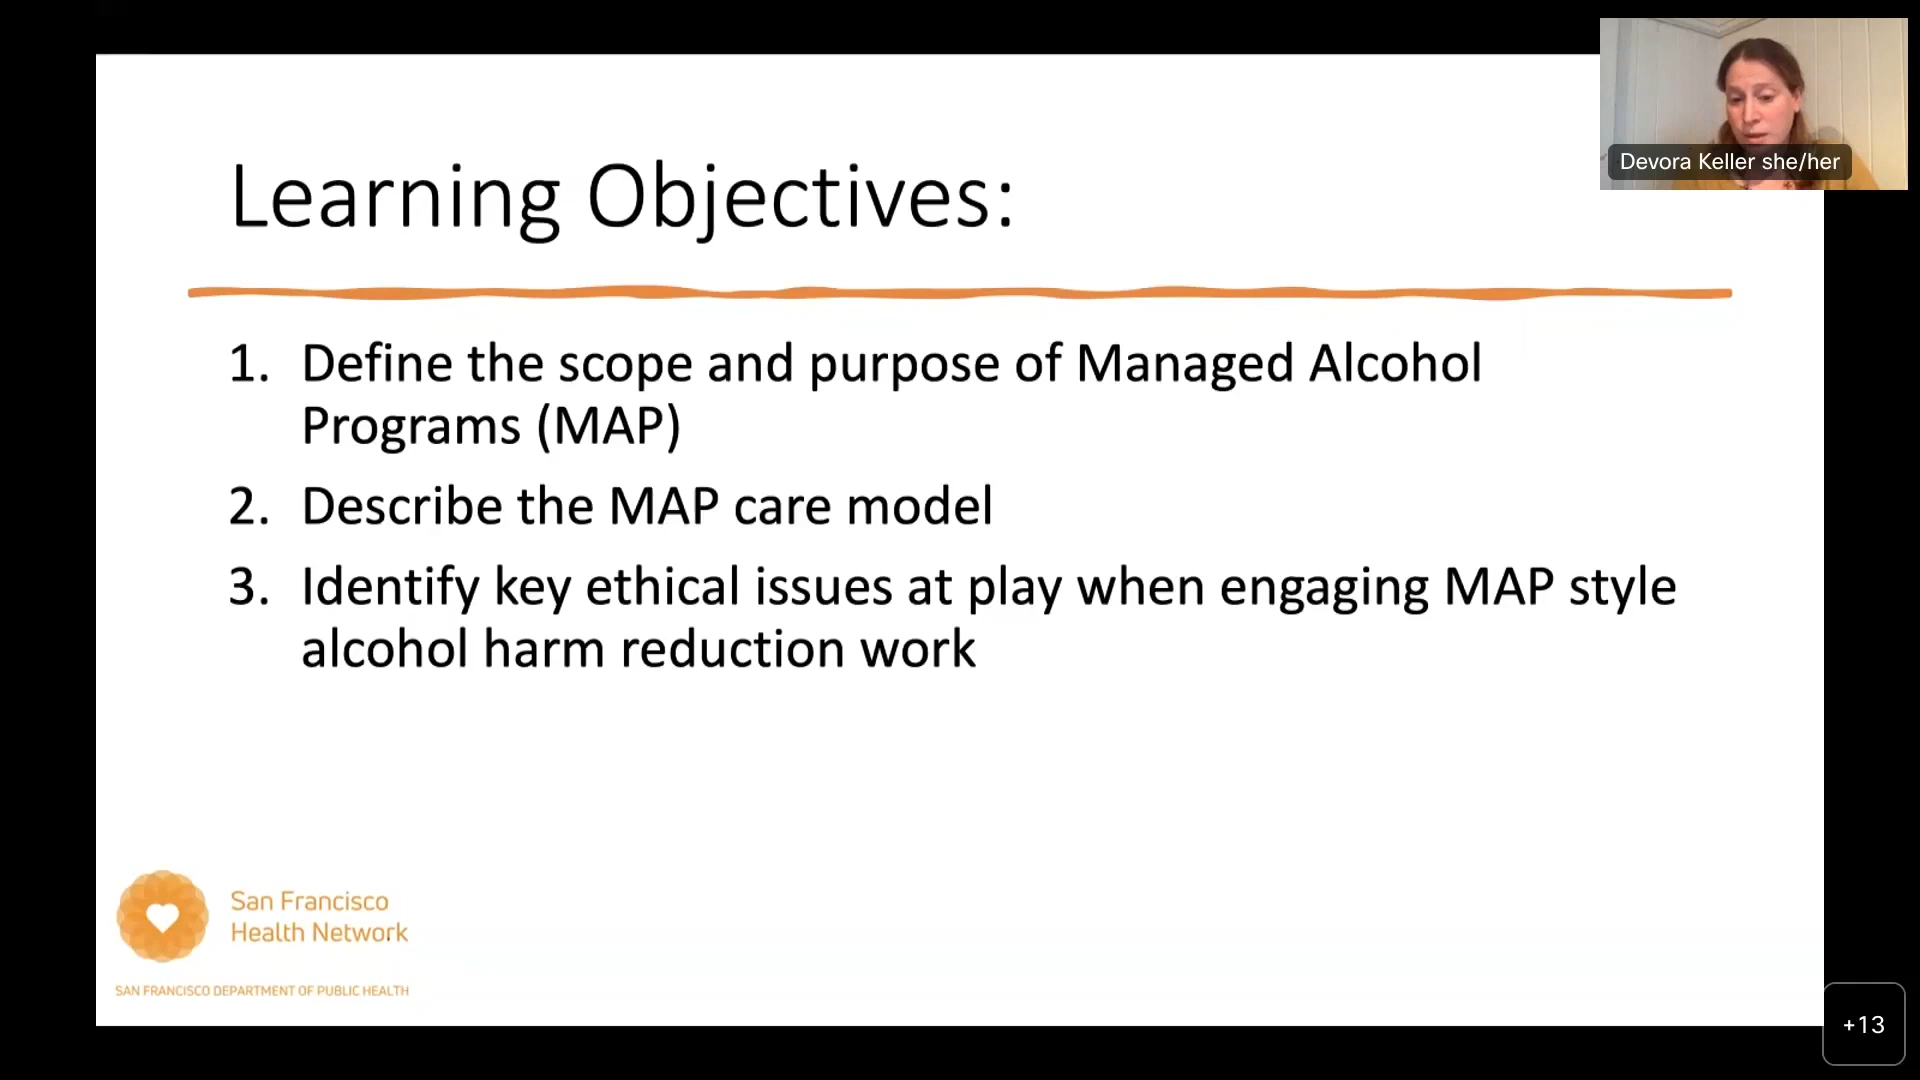 Devora Keller she/her
Learning Objectives:
1. Define the scope and purpose of Managed Alcohol
Programs (MAP)
2. Describe the MAP care model
3. Identify key ethical issues at play when engaging MAP style
alcohol harm reduction work
San Francisco
Health Network
SAN FRANCISCO DEPARTMENT OF PUBLIC HEALTH
+13